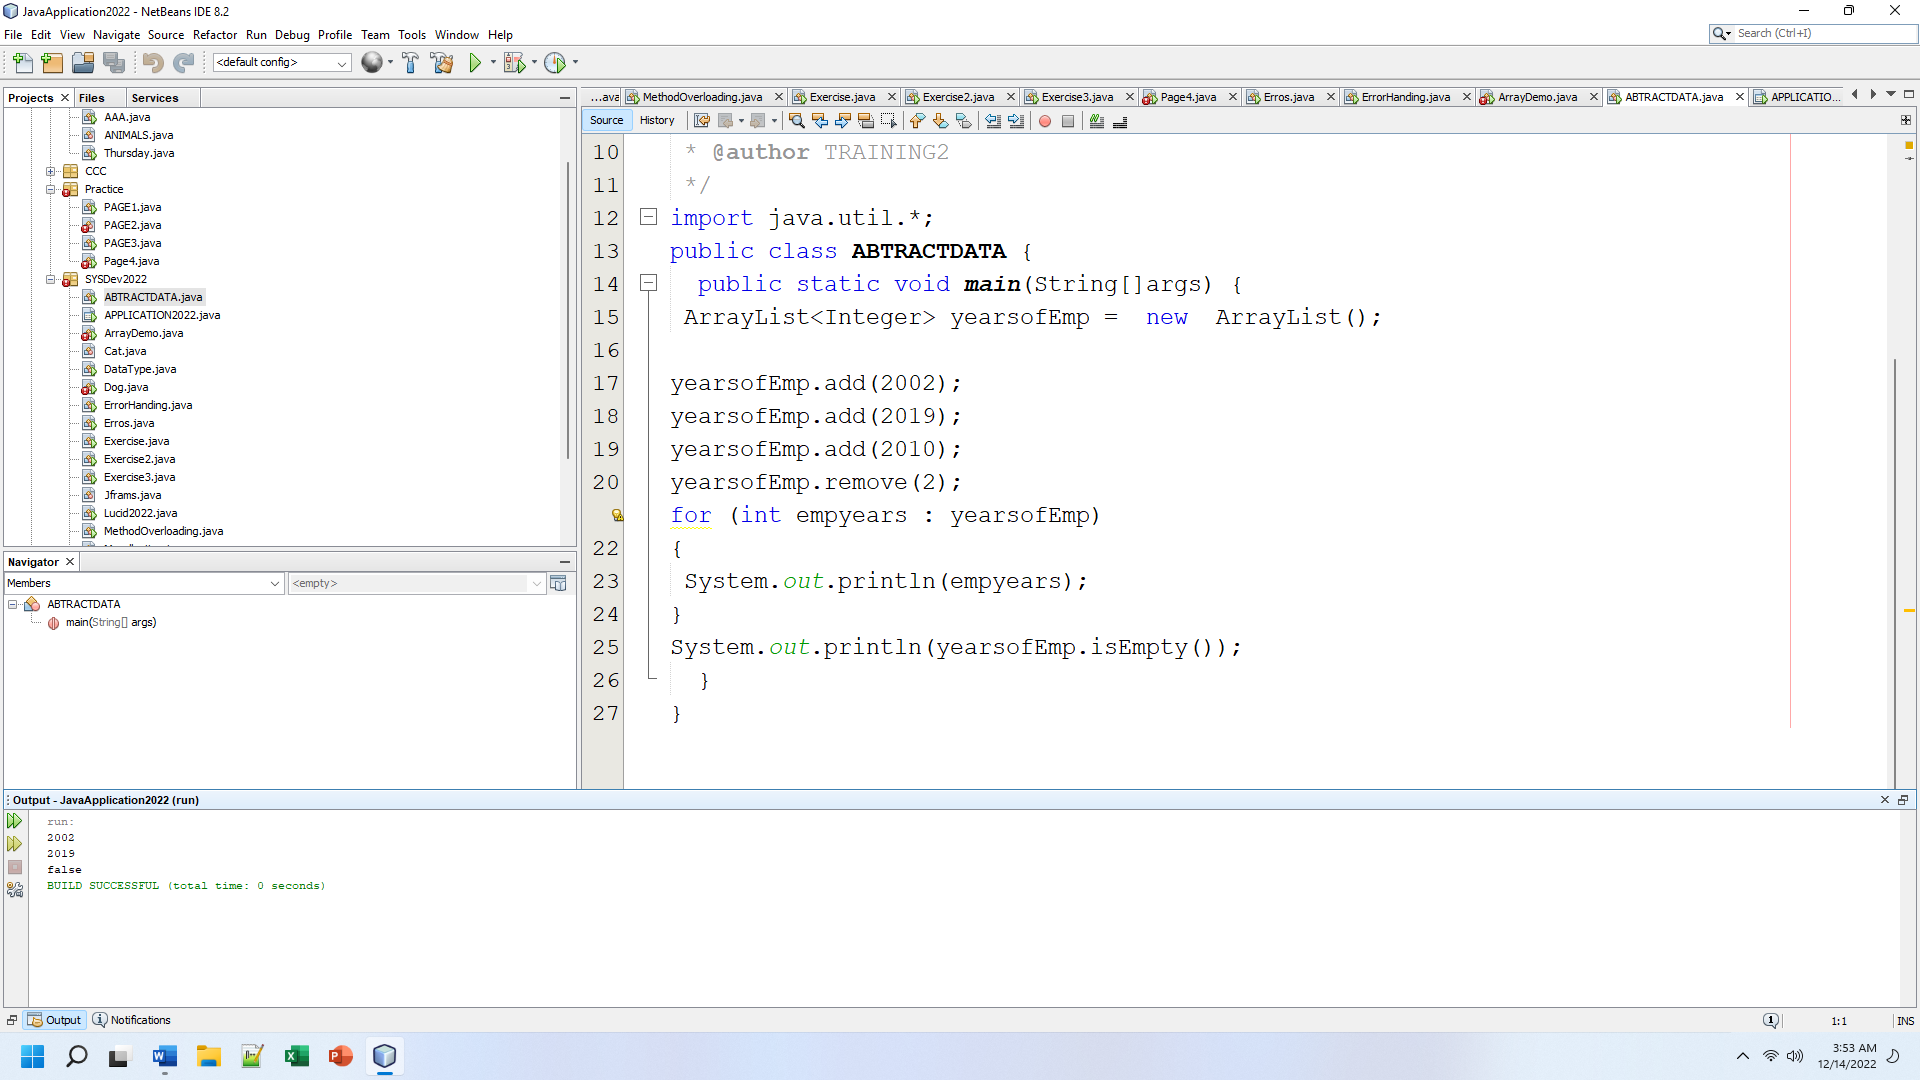 JavaApplication2022 - NetBeans IDE 8.2
File Edit View Navigate Source Refactor Run Debug Profile Team Tools Window Help
Search (Ctrl+I)
<default config>
Projects Files Services
AAA.java
ANIMALS.java
Thursday.java
CCC
Practice
PAGE1.java
PAGE2.java
PAGE3.java
Page4.java
SYSDev2022
ABTRACTDATA.java
APPLICATION2022.java
ArrayDemo.java
Cat.java
DataType.java
Dog.java
ErrorHanding.java
Erros.java
Exercise.java
Exercise2.java
Exercise3.java
Jframs.java
Lucid2022.java
MethodOverloading.java
Navigator
Members <empty>
ABTRACTDATA
main(String[] args)
...ava MethodOverloading.java Exercise.java Exercise2.java Exercise3.java Page4.java Erros.java ErrorHanding.java ArrayDemo.java ABTRACTDATA.java APPLICATIO...
Source History
10 * @author TRAINING2
11 */
12 import java.util.*;
13 public class ABTRACTDATA {
14 public static void main(String[]args) {
15 ArrayList<Integer> yearsofEmp = new ArrayList();
16
17 yearsofEmp.add(2002);
18 yearsofEmp.add(2019);
19 yearsofEmp.add(2010);
20 yearsofEmp.remove(2);
for (int empyears : yearsofEmp)
22 {
23 System.out.println(empyears);
24 }
25 System.out.println(yearsofEmp.isEmpty());
26 }
27 }
Output - JavaApplication2022 (run)
run:
2002
2019
false
BUILD SUCCESSFUL (total time: 0 seconds)
Output Notifications
1:1 INS
3:53 AM
12/14/2022